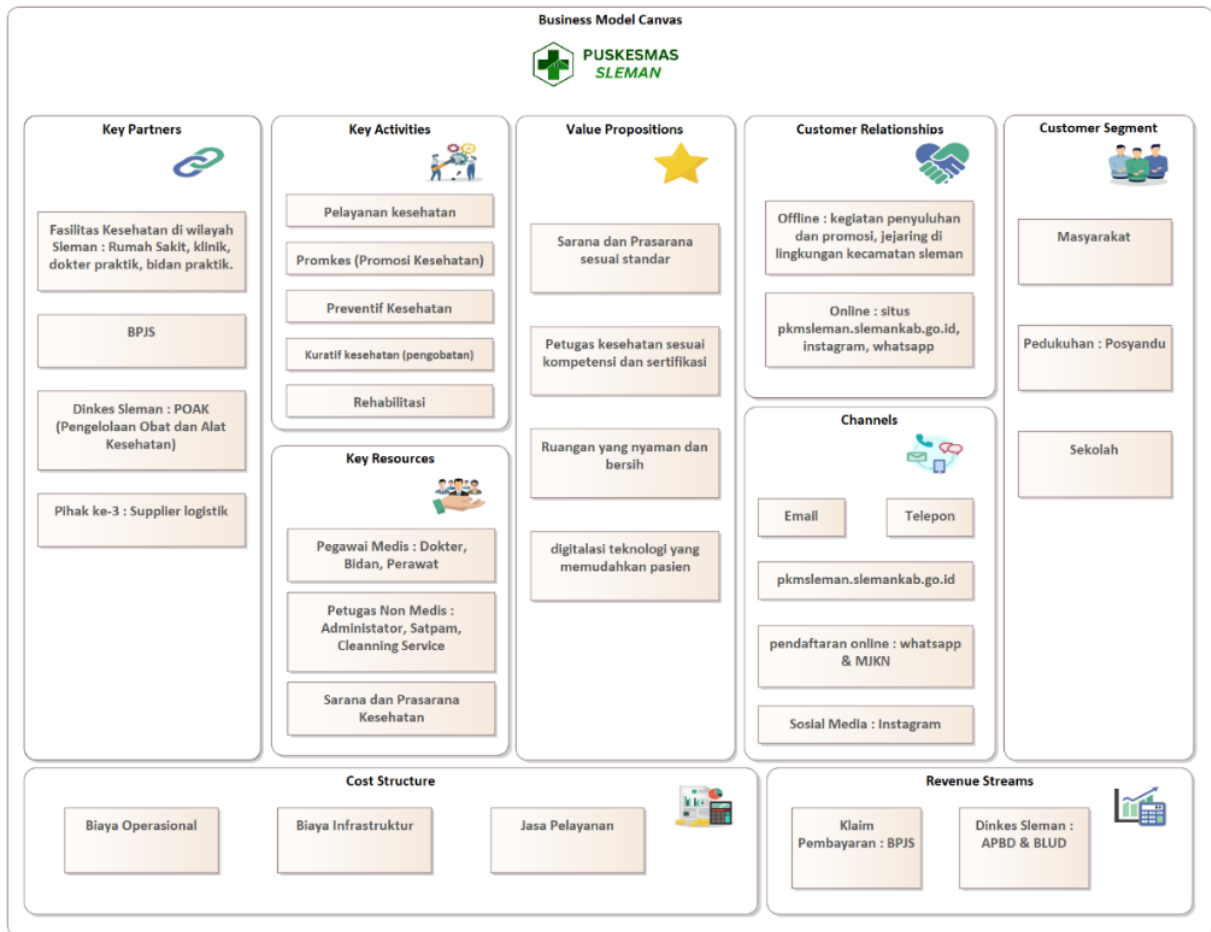 Business Model Canvas
PUSKESMAS
SLEMAN
Key Partners
Fasilitas Kesehatan di wilayah
Sleman : Rumah Sakit, klinik,
dokter praktik, bidan praktik.
BPJS
Dinkes Sleman : POAK
(Pengelolaan Obat dan Alat
Kesehatan)
Pihak ke-3 : Supplier logistik
Key Activities
Pelayanan kesehatan
Promkes (Promosi Kesehatan)
Preventif Kesehatan
Kuratif kesehatan (pengobatan)
Rehabilitasi
Key Resources
Pegawai Medis : Dokter,
Bidan, Perawat
Petugas Non Medis :
Administator, Satpam,
Cleanning Service
Sarana dan Prasarana
Kesehatan
Value Propositions
Sarana dan Prasarana
sesuai standar
Petugas kesehatan sesuai
kompetensi dan sertifikasi
Ruangan yang nyaman dan
bersih
digitalasi teknologi yang
memudahkan pasien
Customer Relationships
Offline : kegiatan penyuluhan
dan promosi, jejaring di
lingkungan kecamatan sleman
Online : situs
pkmsleman.slemankab.go.id,
instagram, whatsapp
Channels
Email
Telepon
pkmsleman.slemankab.go.id
pendaftaran online : whatsapp
& MJKN
Sosial Media : Instagram
Customer Segment
Masyarakat
Pedukuhan : Posyandu
Sekolah
Cost Structure
Biaya Operasional
Biaya Infrastruktur
Jasa Pelayanan
Revenue Streams
Klaim
Pembayaran : BPJS
Dinkes Sleman :
APBD & BLUD